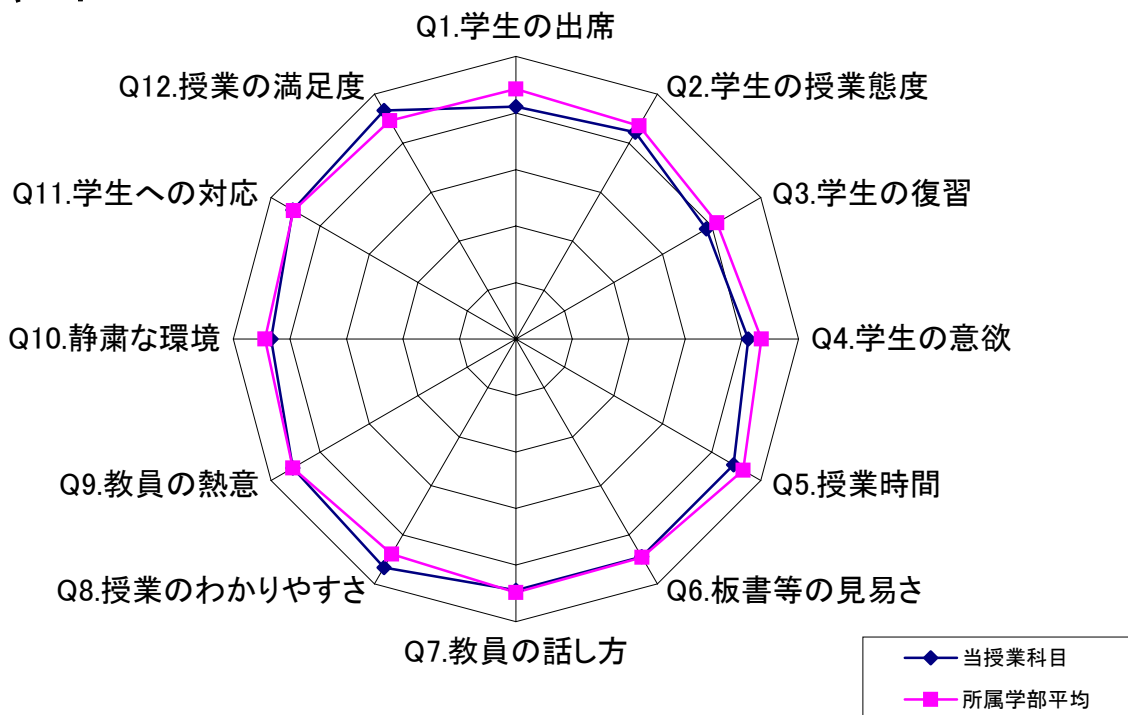 Q1.学生の出席
Q2.学生の授業態度
Q3.学生の復習
Q4.学生の意欲
Q5.授業時間
Q6.板書等の見易さ
Q7.教員の話し方
Q8.授業のわかりやすさ
Q9.教員の熱意
Q10.静粛な環境
Q11.学生への対応
Q12.授業の満足度
当授業科目
所属学部平均